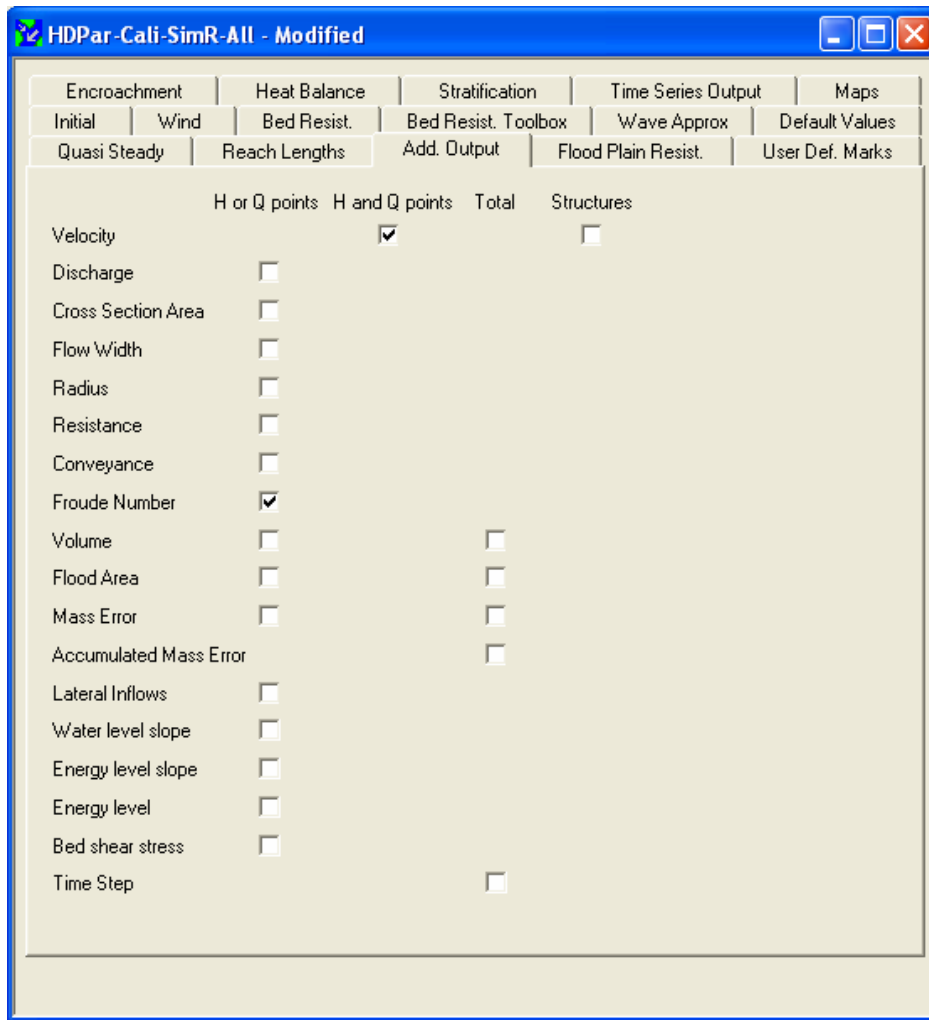 HDPar-Cali-SimR-All - Modified
Encroachment Heat Balance Stratification Time Series Output Maps
Initial Wind Bed Resist. Bed Resist. Toolbox Wave Approx Default Values
Quasi Steady Reach Lengths Add. Output Flood Plain Resist. User Def. Marks
H or Q points H and Q points Total Structures
Velocity
Discharge
Cross Section Area
Flow Width
Radius
Resistance
Conveyance
Froude Number
Volume
Flood Area
Mass Error
Accumulated Mass Error
Lateral Inflows
Water level slope
Energy level slope
Energy level
Bed shear stress
Time Step